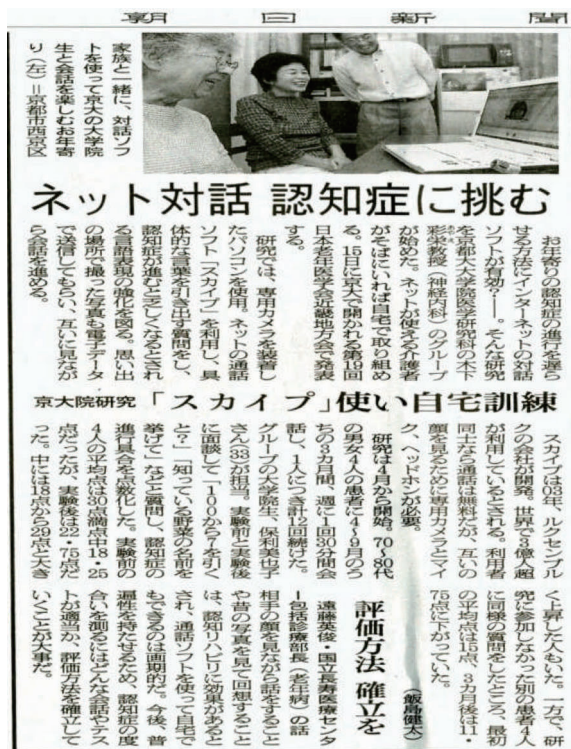 朝日新聞
家族と一緒に、対話ソフ
トを使って京大の大学院
生と会話を楽しむお年寄
り（左）＝京都市西京区
ネット対話 認知症に挑む
お年寄りの認知症の進行を遅ら
せる方法にインターネットの対話
ソフトが有効？――。そんな研究
を京都大学大学院医学研究科の木下
彩栄教授（神経内科）のグループ
が始めた。ネットが使える介護者
がそばにいれば自宅で取り組め
る。15日に京大で開かれる第19回
日本老年医学会近畿地方会で発表
する。
研究では、専用カメラを装着し
たパソコンを使用。ネットの通話
ソフト「スカイプ」を利用し、具
体的な言葉を引き出す質問をし、
認知症が進むと乏しくなるとされ
る言語表現の強化を図る。思い出
の場所で撮った写真も電子データ
で送信してもらい、互いに見なが
ら会話を進める。
京大院研究 「スカイプ」使い自宅訓練
スカイプは03年、ルクセンブル
クの会社が開発。世界で3億人超
が利用しているとされる。利用者
同士なら通話は無料だが、互いの
顔を見るために専用カメラとマイ
ク、ヘッドホンが必要。
研究は4月から開始。70～80代
の男女4人の患者に4～9月のう
ちの3カ月間、週に1回30分間会
話し、1人につき計12回続けた。
グループの大学院生、保利美也子
さん(33)が担当。実験前と実験後
に面談して「100から7を引く
と？」「知っている野菜の名前を
挙げて」などと質問し、認知症の
進行具合を点数化した。実験前の
4人の平均点は30点満点中18・25
点だったが、実験後は22・75点だ
った。中には18点から29点と大き
く上昇した人もいた。一方で、研
究に参加しなかった別の患者4人
に同様の質問をしたところ、最初
の平均点は15点、3カ月後は11・
75点に下がっていた。
（飯島健太）
評価方法 確立を
遠藤英俊・国立長寿医療センタ
ー包括診療部長（老年病）の話
相手の顔を見ながら話をすること
や昔の写真を見て回想すること
は、認知リハビリに効果があると
され、通話ソフトを使って自宅で
もできるのは画期的だ。今後、普
遍性を持たせるため、認知症の度
合いを測るにはどんな会話やテス
トが適当か、評価方法を確立して
いくことが大事だ。